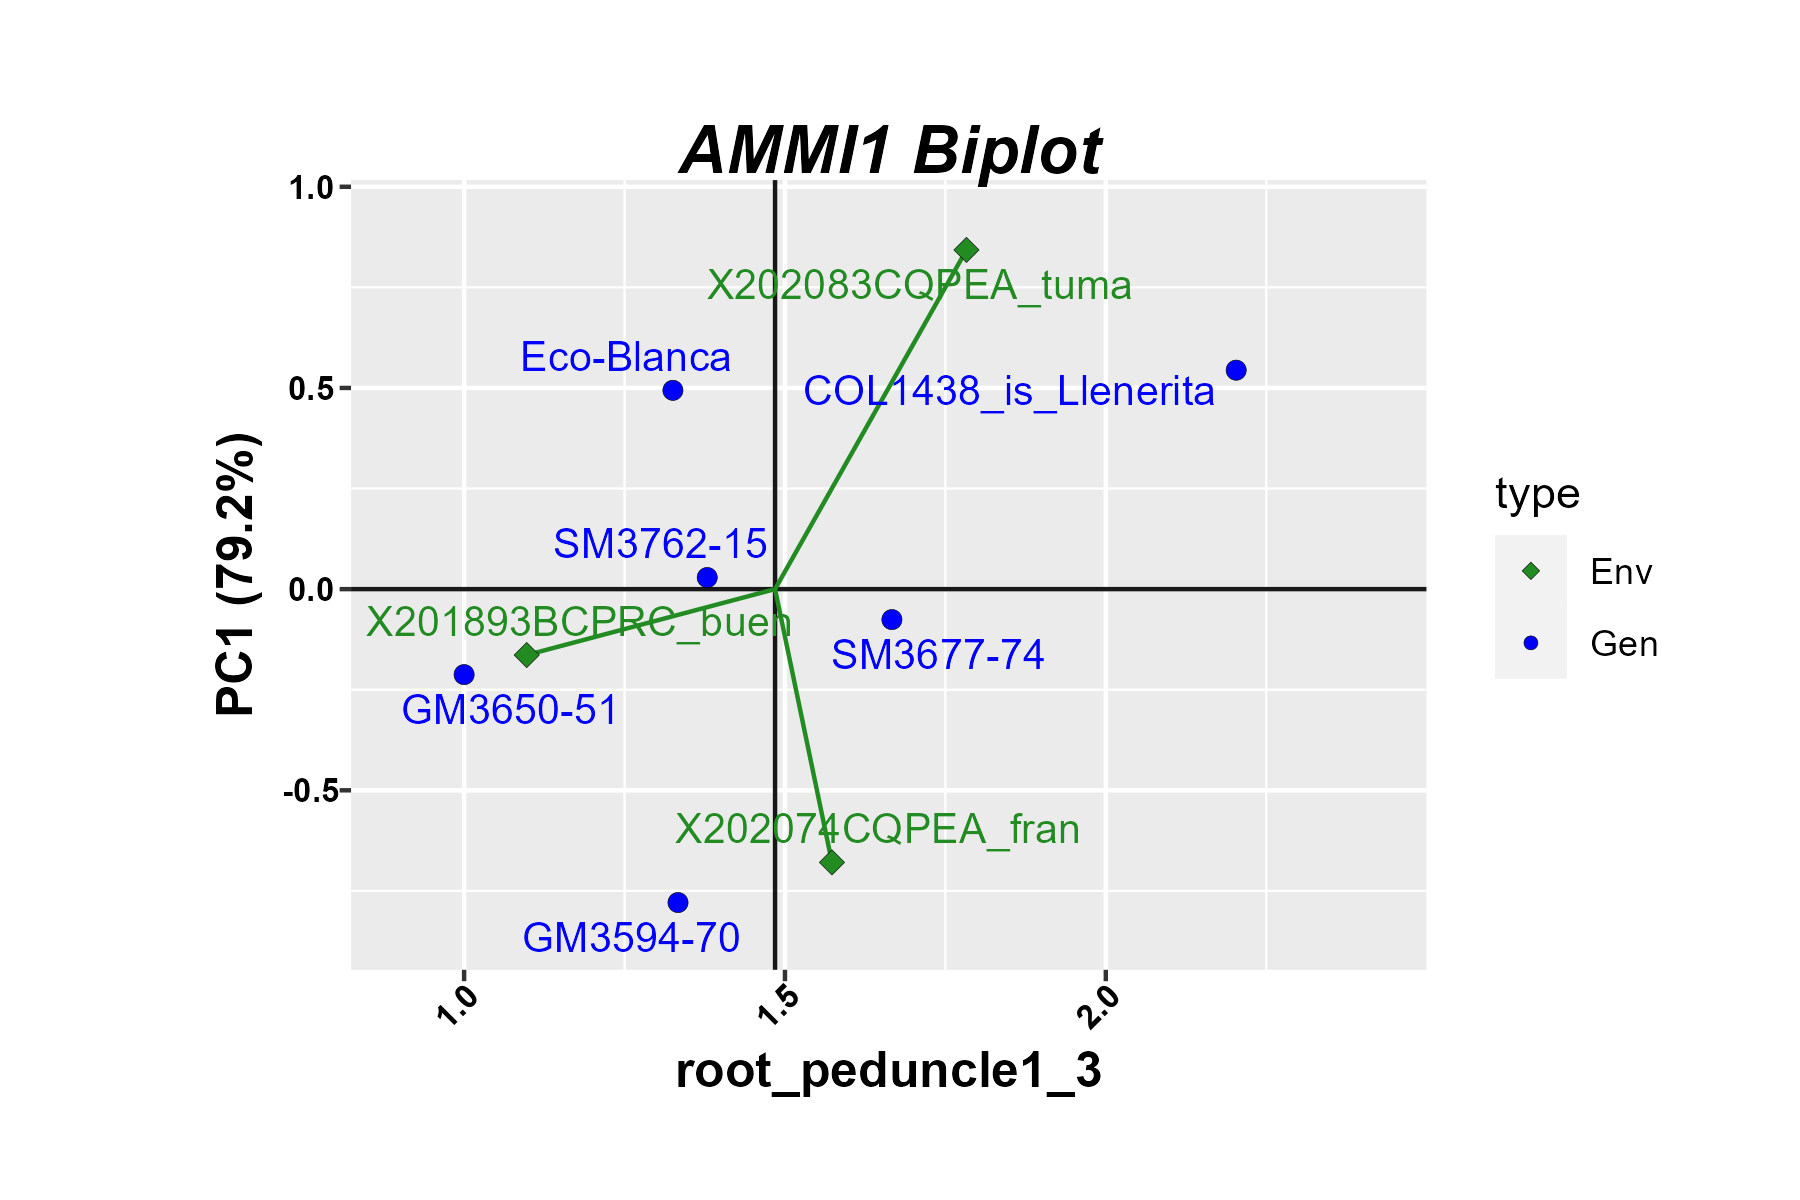 AMMI1 Biplot
1.0
0.5
0.0
-0.5
PC1 (79.2%)
X202083CQPEA_tuma
Eco-Blanca
COL1438_is_Llenerita
SM3762-15
X201893BCPRC_buen
SM3677-74
GM3650-51
X202074CQPEA_fran
GM3594-70
1.0
1.5
2.0
root_peduncle1_3
type
Env
Gen